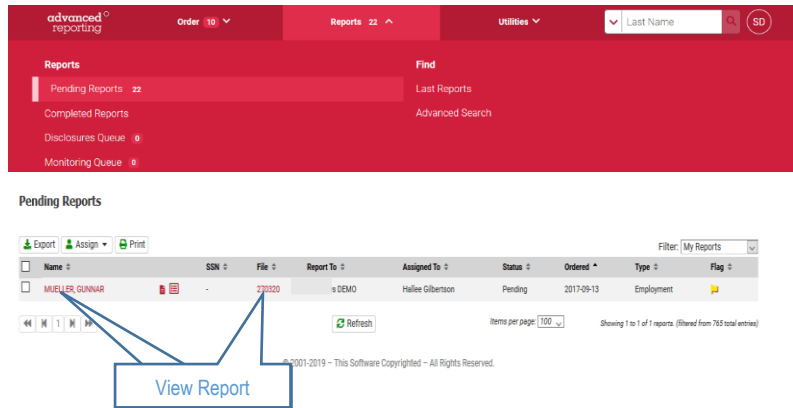 advanced
reporting
Order 10
Reports 22
Utilities
Last Name
SD
Reports
Find
Pending Reports 22
Last Reports
Completed Reports
Advanced Search
Disclosures Queue 0
Monitoring Queue 0
Pending Reports
Export Assign Print
Filter: My Reports
Name SSN File Report To Assigned To Status Ordered Type Flag
MUELLER, GUNNAR - 270320 s DEMO Hallee Gilbertson Pending 2017-09-13 Employment
1
Refresh
Items per page: 100
Showing 1 to 1 of 1 reports. (filtered from 765 total entries)
2001-2019 – This Software Copyrighted – All Rights Reserved.
View Report